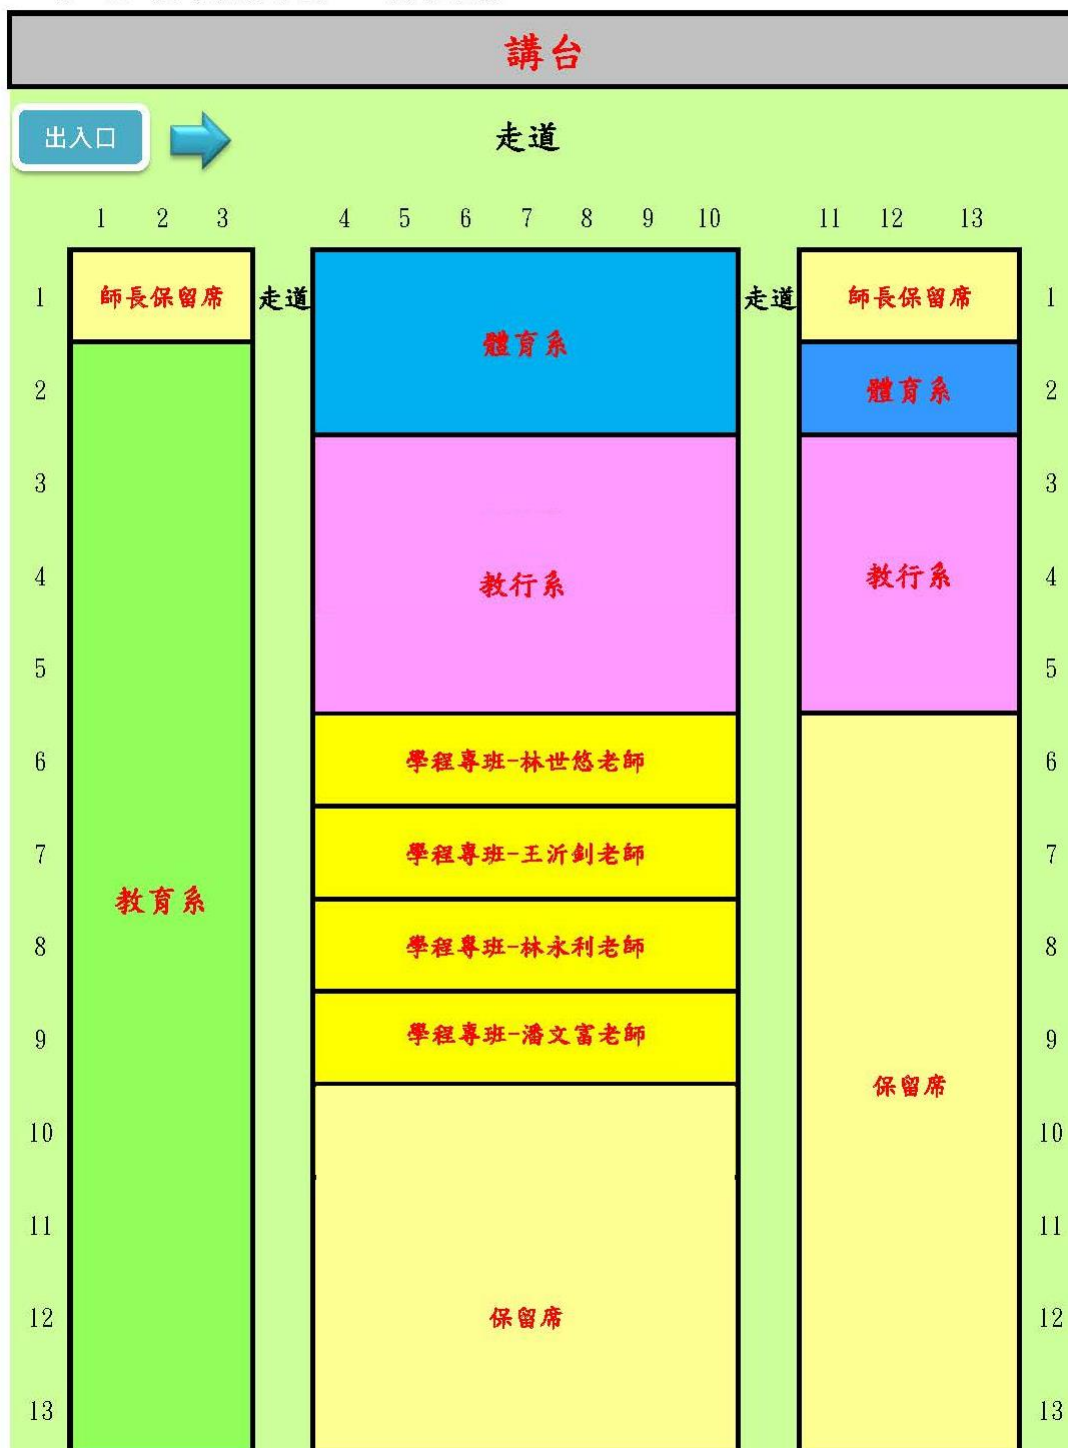 講台
出入口
走道
1 2 3 4 5 6 7 8 9 10 11 12 13
1 師長保留席 走道 走道 師長保留席 1
體育系
2 體育系 2
3 3
4 教行系 教行系 4
5 5
6 學程專班-林世悠老師 6
7 學程專班-王沂釗老師 7
教育系
8 學程專班-林永利老師 8
9 學程專班-潘文富老師 9
保留席
10 10
11 11
12 保留席 12
13 13